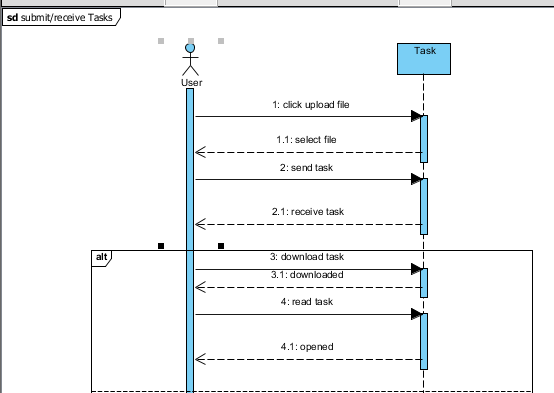 sd submit/receive Tasks
Task
User
1: click upload file
1.1: select file
2: send task
2.1: receive task
alt
3: download task
3.1: downloaded
4: read task
4.1: opened